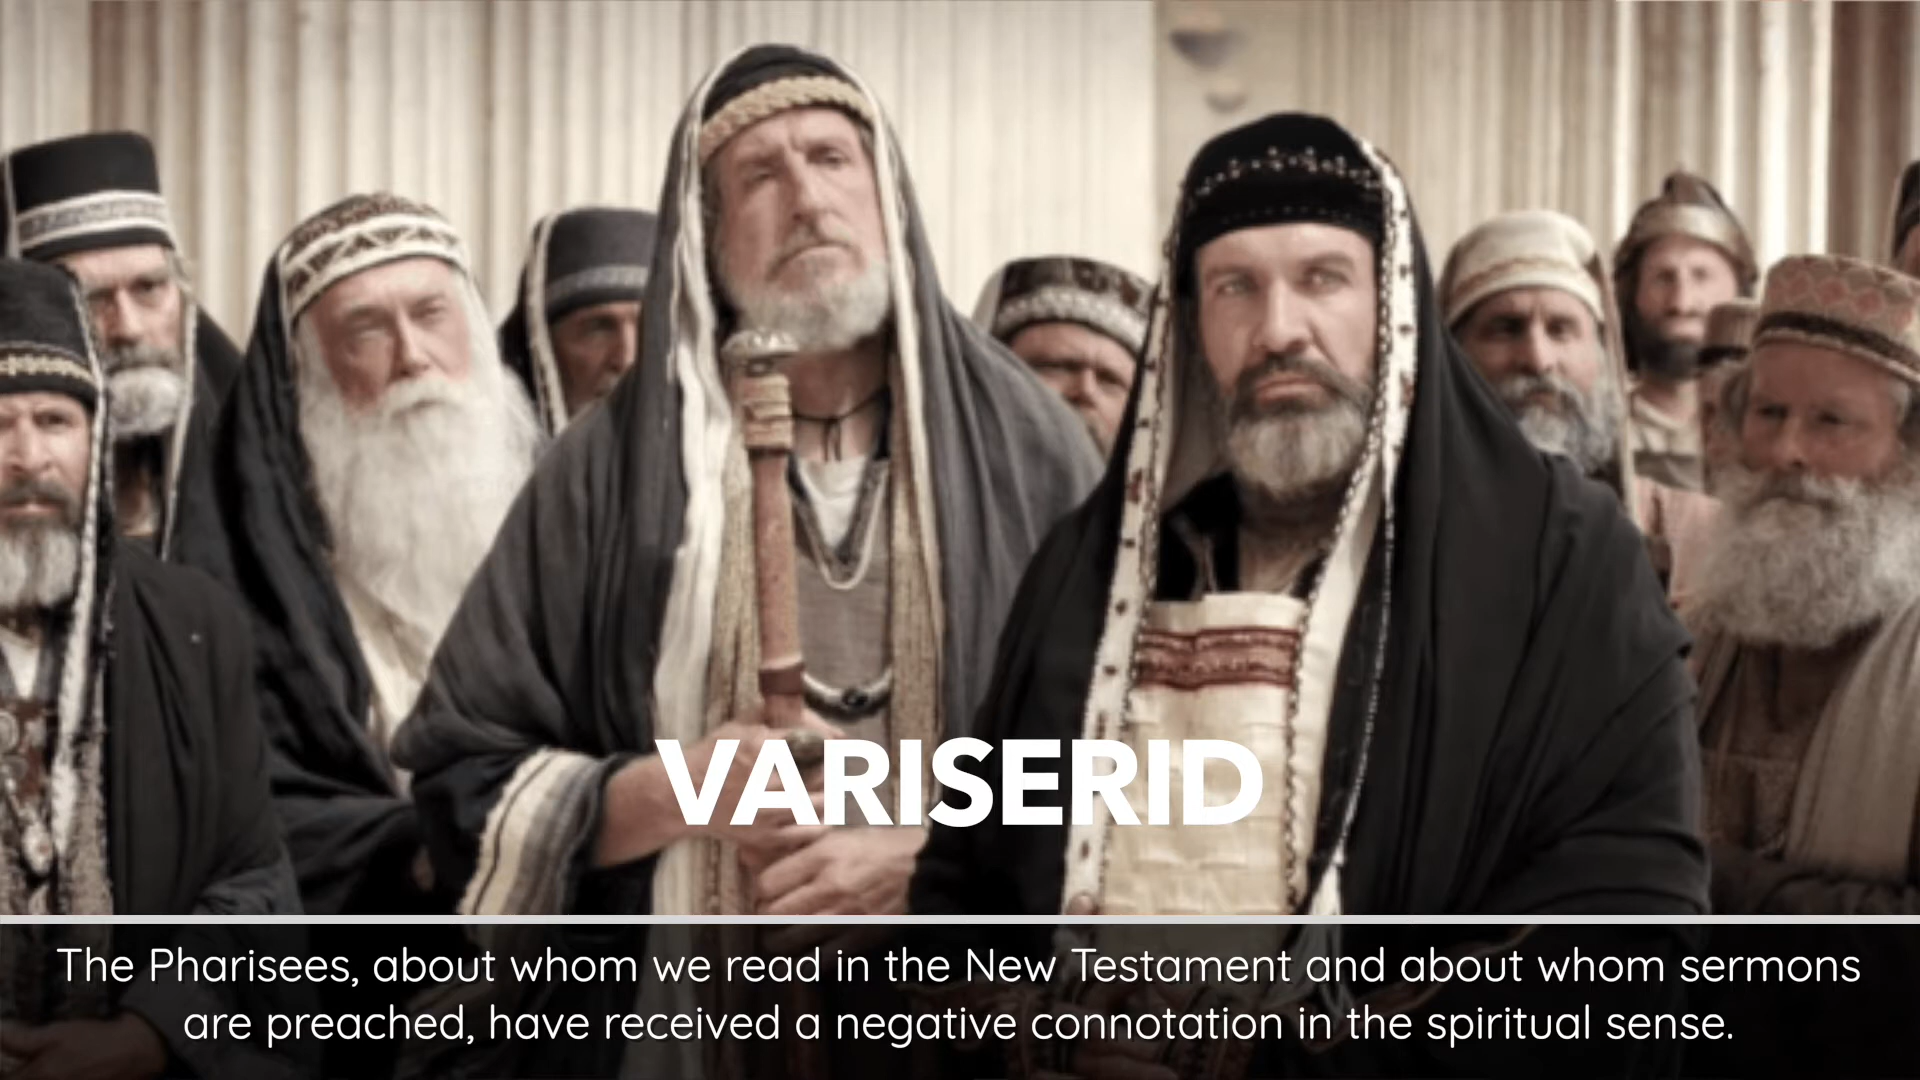 VARISERID
The Pharisees, about whom we read in the New Testament and about whom sermons
are preached, have received a negative connotation in the spiritual sense.